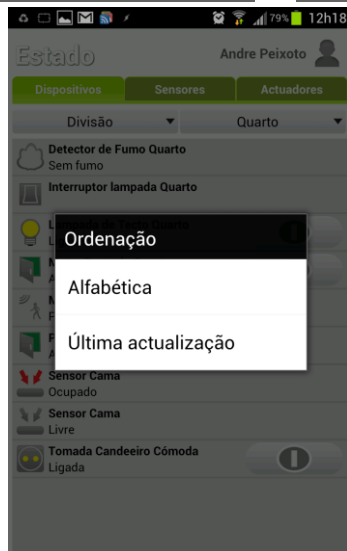 79% 12h18
Estado Andre Peixoto
Dispositivos Sensores Actuadores
Divisão Quarto
Detector de Fumo Quarto
Sem fumo
Interruptor lampada Quarto
Ordenação
Alfabética
Última actualização
Sensor Cama
Ocupado
Sensor Cama
Livre
Tomada Candeeiro Cómoda
Ligada